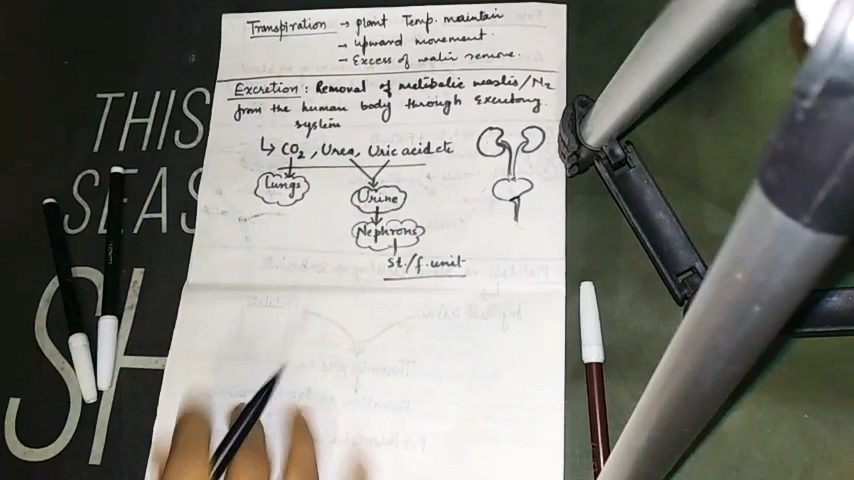 Transpiration → plant Temp. maintain
→ upward movement.
→ Excess of water remove.
Excretion : Removal of metibolic wastes/N2
from the human body through Excretory
system
↳ CO2, Urea, Uric acid etc
Lungs
Urine
Nephrons
st./f. unit
THIS
SEAS
SH